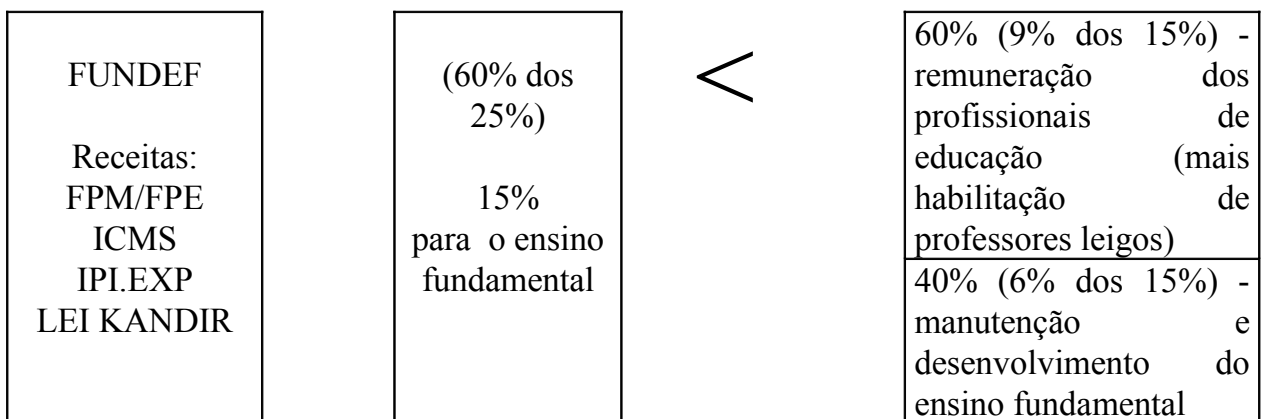 FUNDEF
Receitas:
FPM/FPE
ICMS
IPI.EXP
LEI KANDIR
(60% dos
25%)
15%
para o ensino
fundamental
<
60% (9% dos 15%) -
remuneração dos
profissionais de
educação (mais
habilitação de
professores leigos)
40% (6% dos 15%) -
manutenção e
desenvolvimento do
ensino fundamental